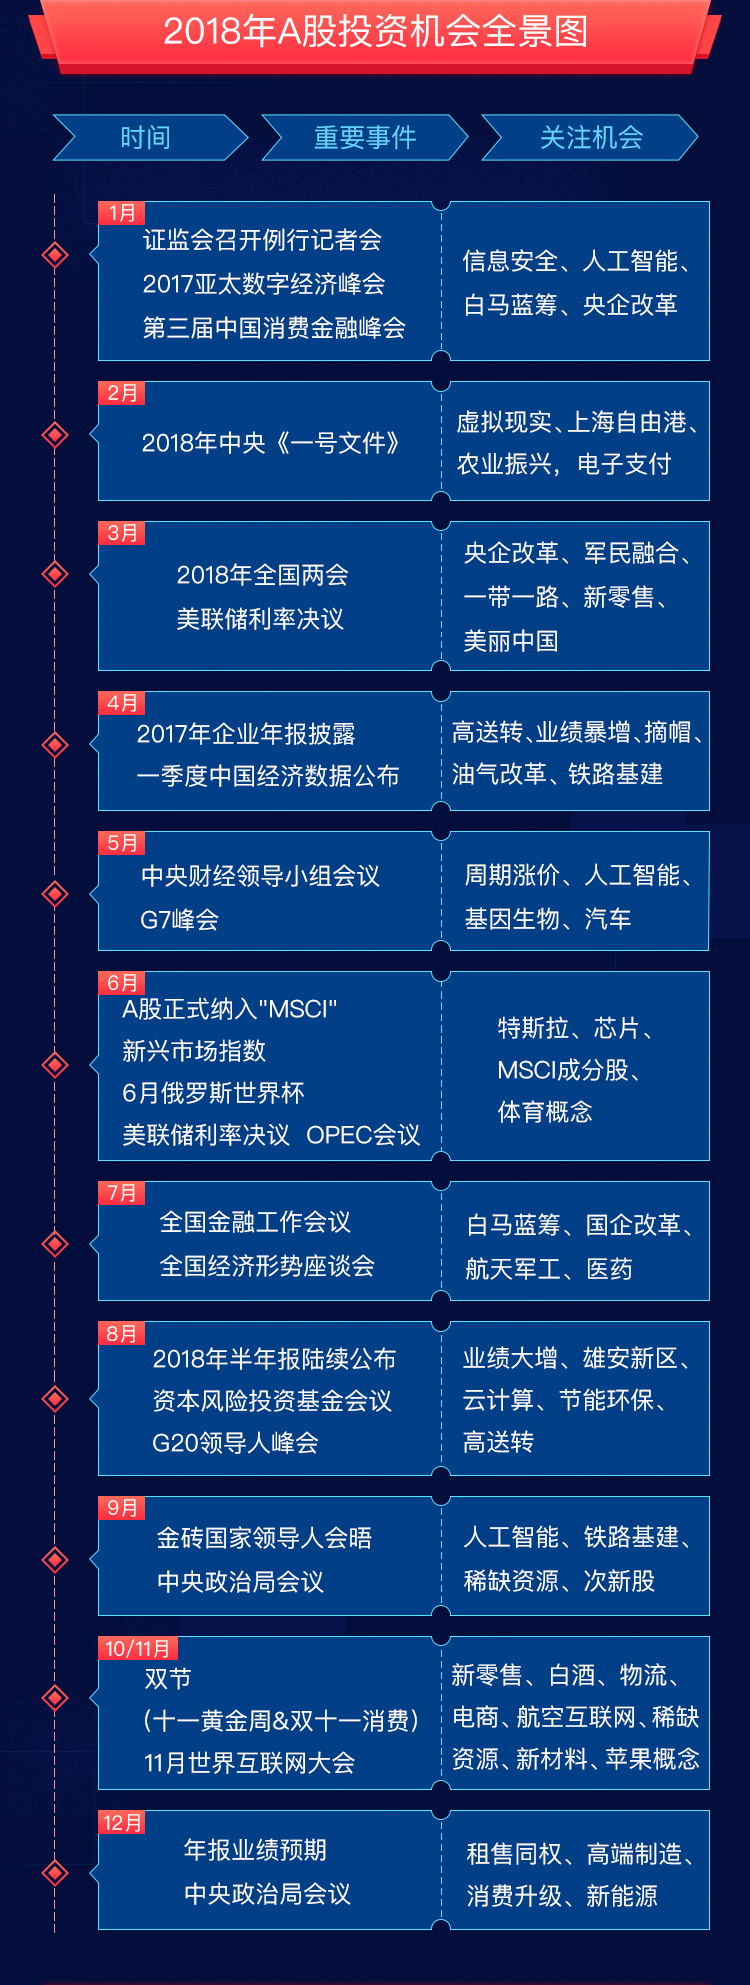 2018年A股投资机会全景图
时间
重要事件
关注机会
1月
证监会召开例行记者会
2017亚太数字经济峰会
第三届中国消费金融峰会
信息安全、人工智能、
白马蓝筹、央企改革
2月
2018年中央《一号文件》
虚拟现实、上海自由港、
农业振兴，电子支付
3月
2018年全国两会
美联储利率决议
央企改革、军民融合、
一带一路、新零售、
美丽中国
4月
2017年企业年报披露
一季度中国经济数据公布
高送转、业绩暴增、摘帽、
油气改革、铁路基建
5月
中央财经领导小组会议
G7峰会
周期涨价、人工智能、
基因生物、汽车
6月
A股正式纳入"MSCI"
新兴市场指数
6月俄罗斯世界杯
美联储利率决议 OPEC会议
特斯拉、芯片、
MSCI成分股、
体育概念
7月
全国金融工作会议
全国经济形势座谈会
白马蓝筹、国企改革、
航天军工、医药
8月
2018年半年报陆续公布
资本风险投资基金会议
G20领导人峰会
业绩大增、雄安新区、
云计算、节能环保、
高送转
9月
金砖国家领导人会晤
中央政治局会议
人工智能、铁路基建、
稀缺资源、次新股
10/11月
双节
(十一黄金周&双十一消费)
11月世界互联网大会
新零售、白酒、物流、
电商、航空互联网、稀缺
资源、新材料、苹果概念
12月
年报业绩预期
中央政治局会议
租售同权、高端制造、
消费升级、新能源